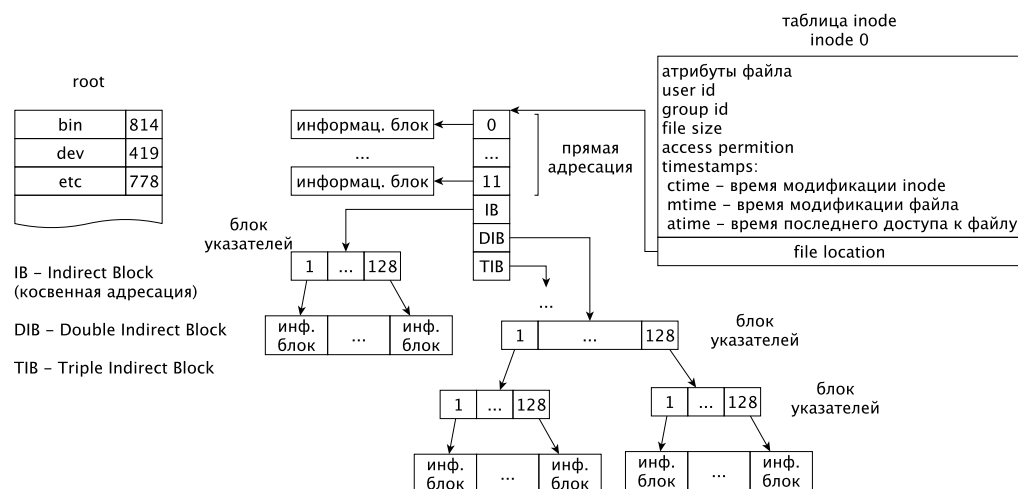 таблица inode
inode 0
root
bin 814
dev 419
etc 778
атрибуты файла
user id
group id
file size
access permition
timestamps:
ctime – время модификации inode
mtime – время модификации файла
atime – время последнего доступа к файлу
file location
информац. блок
...
информац. блок
0
...
11
IB
DIB
TIB
прямая
адресация
блок
указателей
1 ... 128
инф. блок ... инф. блок
IB – Indirect Block
(косвенная адресация)
DIB – Double Indirect Block
TIB – Triple Indirect Block
...
1 ... 128
блок
указателей
1 ... 128
1 ... 128
блок
указателей
инф. блок ... инф. блок
инф. блок ... инф. блок